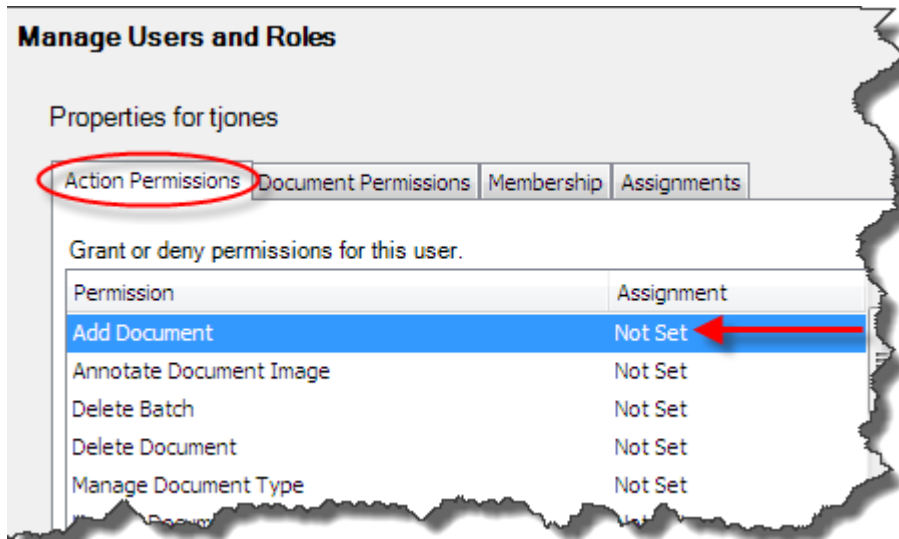 Manage Users and Roles
Properties for tjones
Action Permissions Document Permissions Membership Assignments
Grant or deny permissions for this user.
Permission Assignment
Add Document Not Set
Annotate Document Image Not Set
Delete Batch Not Set
Delete Document Not Set
Manage Document Type Not Set